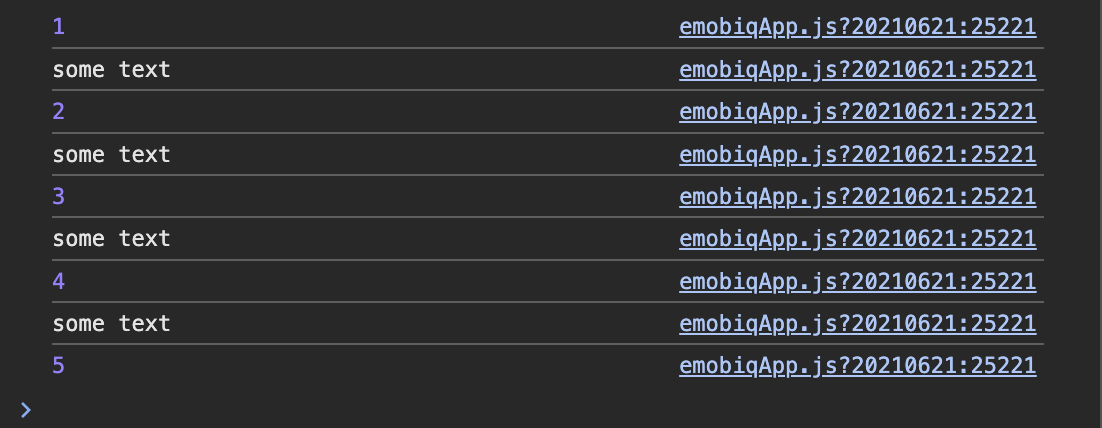 1 emobiqApp.js?20210621:25221
some text emobiqApp.js?20210621:25221
2 emobiqApp.js?20210621:25221
some text emobiqApp.js?20210621:25221
3 emobiqApp.js?20210621:25221
some text emobiqApp.js?20210621:25221
4 emobiqApp.js?20210621:25221
some text emobiqApp.js?20210621:25221
5 emobiqApp.js?20210621:25221